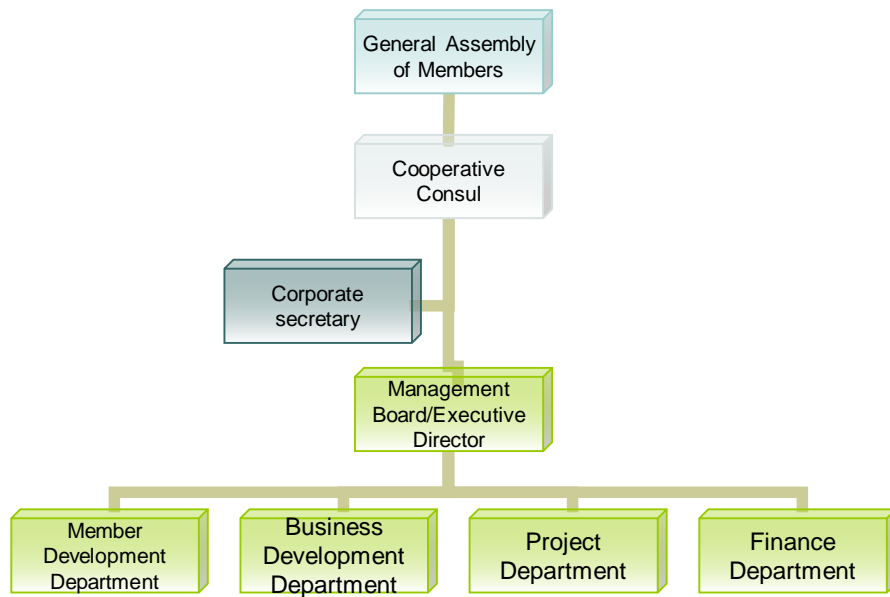 General Assembly
of Members
Cooperative
Consul
Corporate
secretary
Management
Board/Executive
Director
Member
Development
Department
Business
Development
Department
Project
Department
Finance
Department